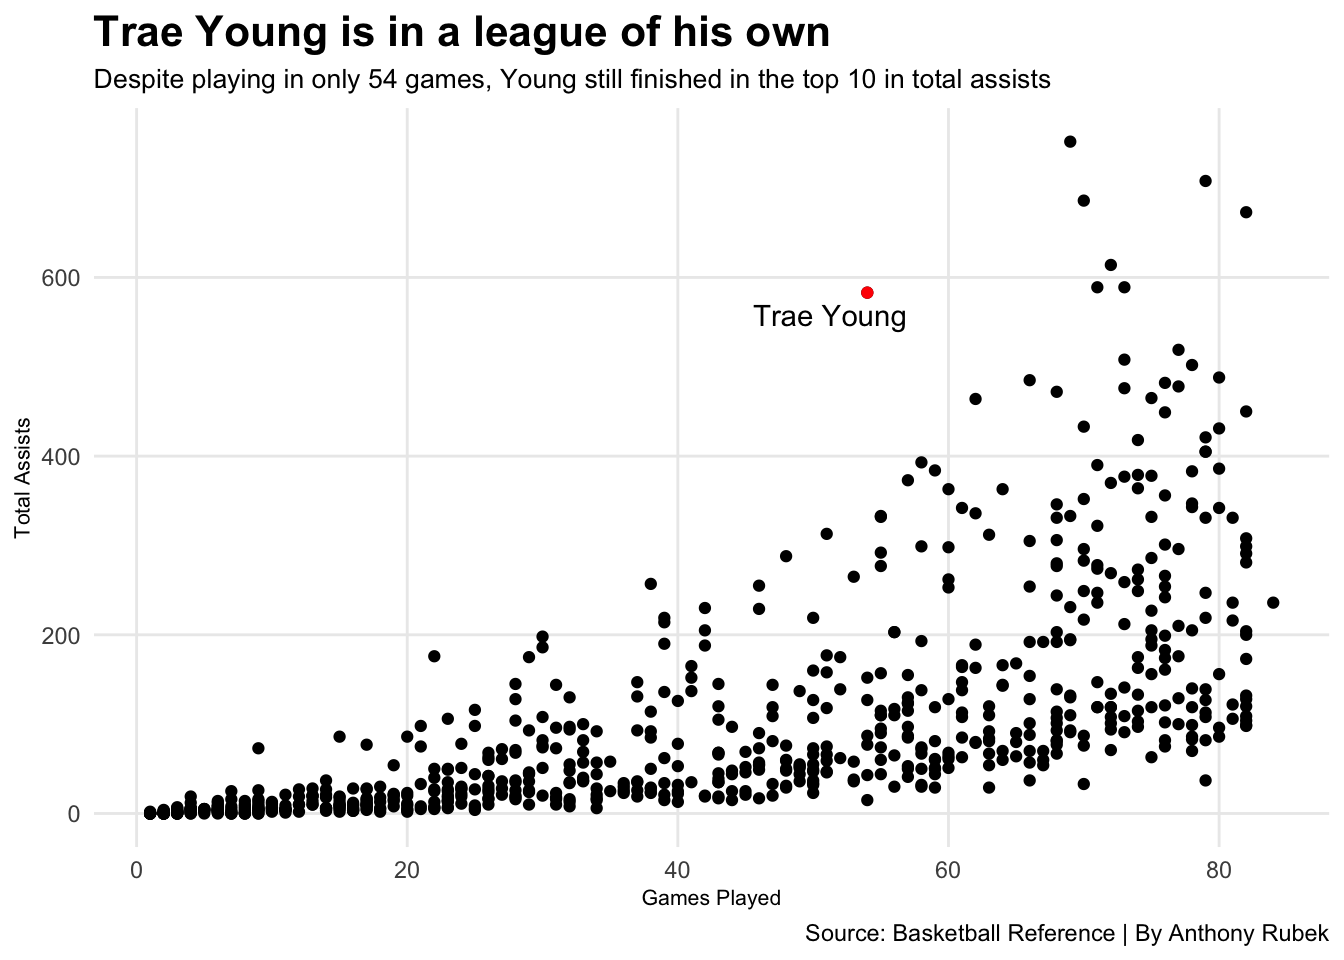 Trae Young is in a league of his own
Despite playing in only 54 games, Young still finished in the top 10 in total assists
600
Trae Young
400
Total Assists
200
0
0 20 40 60 80
Games Played
Source: Basketball Reference | By Anthony Rubek